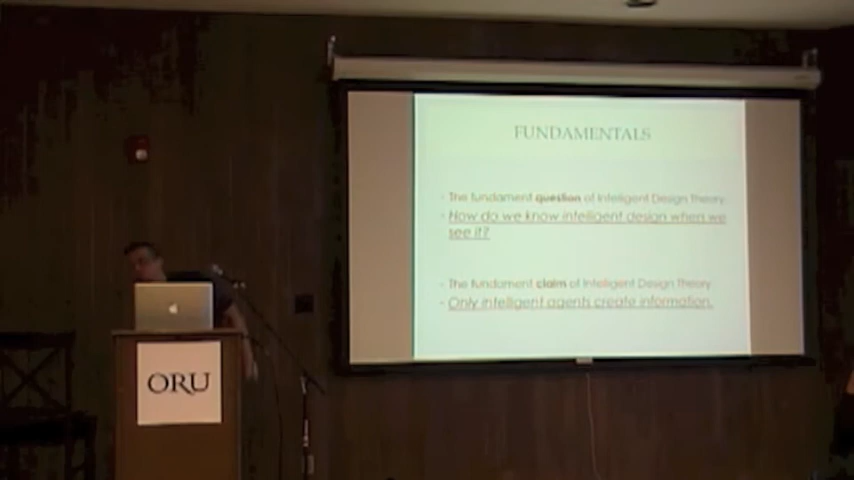 FUNDAMENTALS
The fundament question of Intelligent Design Theory:
How do we know intelligent design when we
see it?
The fundament claim of Intelligent Design Theory:
Only intelligent agents create information.
ORU